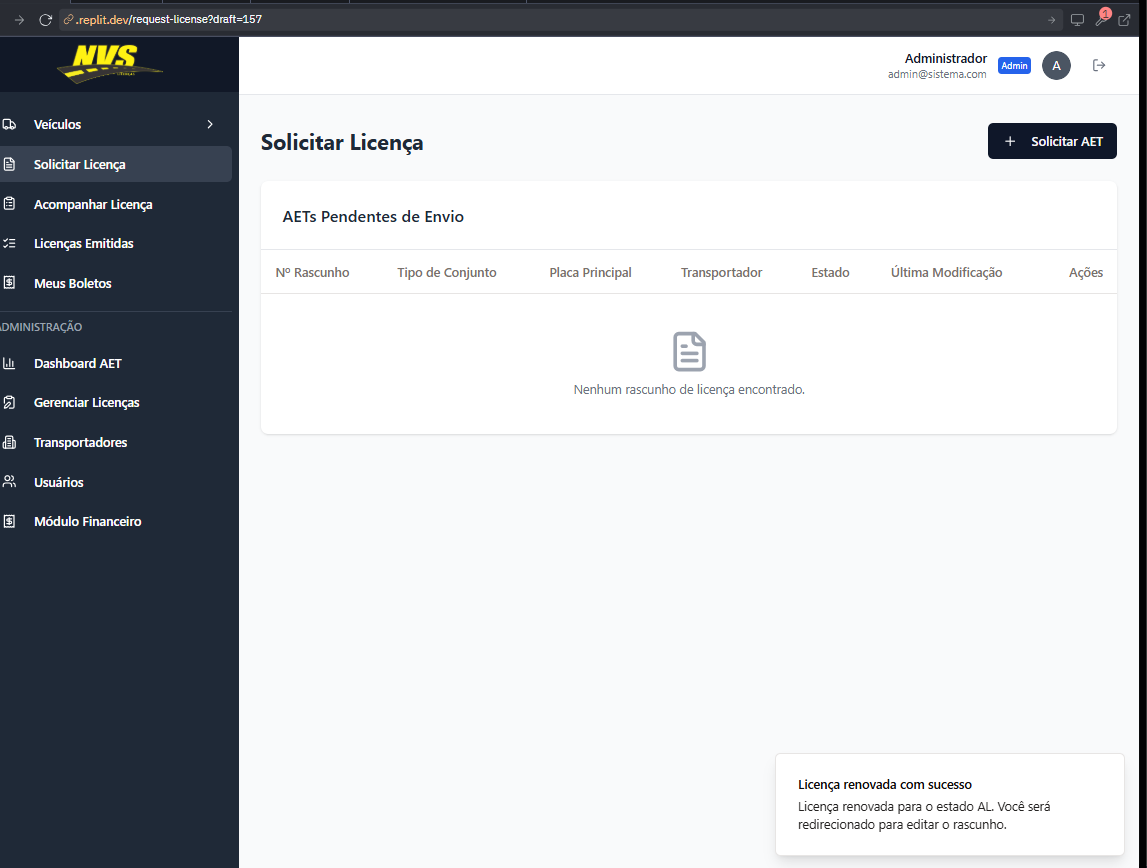 .replit.dev/request-license?draft=157
1
NVS
Administrador
admin@sistema.com
Admin
A
Veículos
Solicitar Licença
Acompanhar Licença
Licenças Emitidas
Meus Boletos
ADMINISTRAÇÃO
Dashboard AET
Gerenciar Licenças
Transportadores
Usuários
Módulo Financeiro
Solicitar Licença
+ Solicitar AET
AETs Pendentes de Envio
Nº Rascunho Tipo de Conjunto Placa Principal Transportador Estado Última Modificação Ações
Nenhum rascunho de licença encontrado.
Licença renovada com sucesso
Licença renovada para o estado AL. Você será
redirecionado para editar o rascunho.